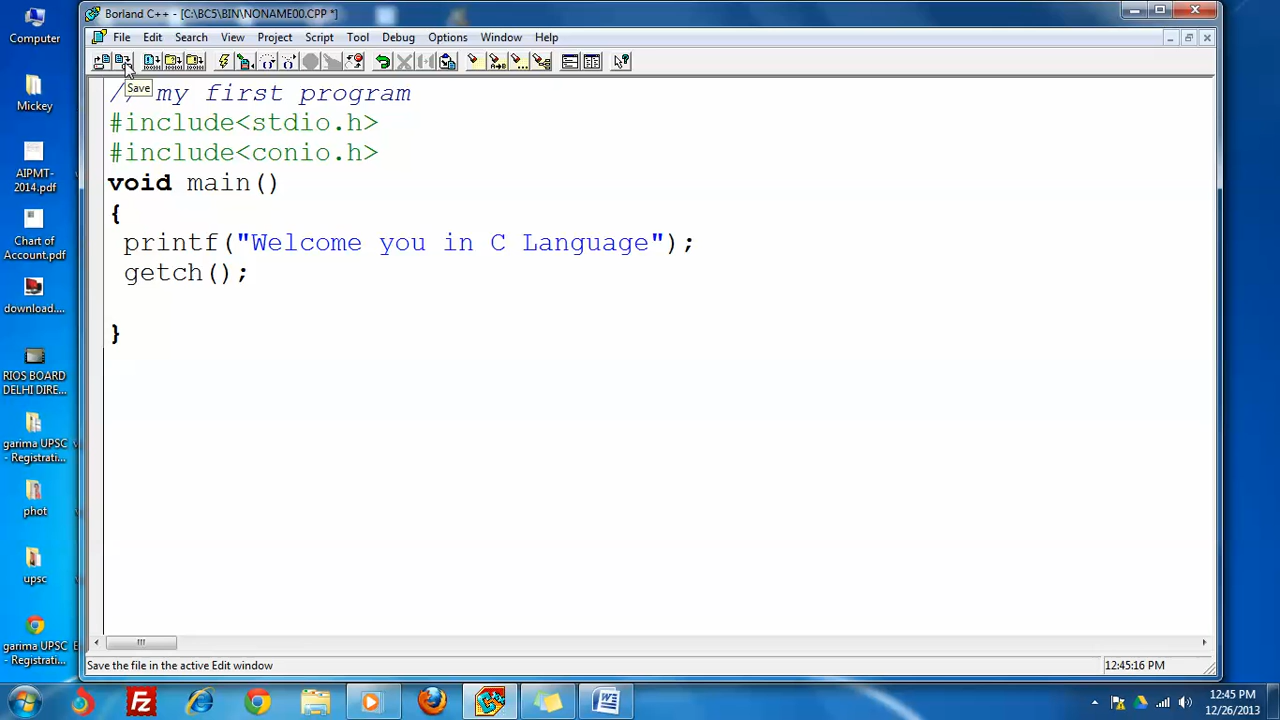 Borland C++ - [C:\BC5\BIN\NONAME00.CPP *]
File Edit Search View Project Script Tool Debug Options Window Help
Save
// my first program
#include<stdio.h>
#include<conio.h>
void main()
{
printf("Welcome you in C Language");
getch();
}
Save the file in the active Edit window
12:45:16 PM
Computer
Mickey
AIPMT-
2014.pdf
Chart of
Account.pdf
download....
RIOS BOARD
DELHI DIRE...
garima UPSC
- Registrati...
phot
upsc
garima UPSC
- Registrati...
12:45 PM
12/26/2013